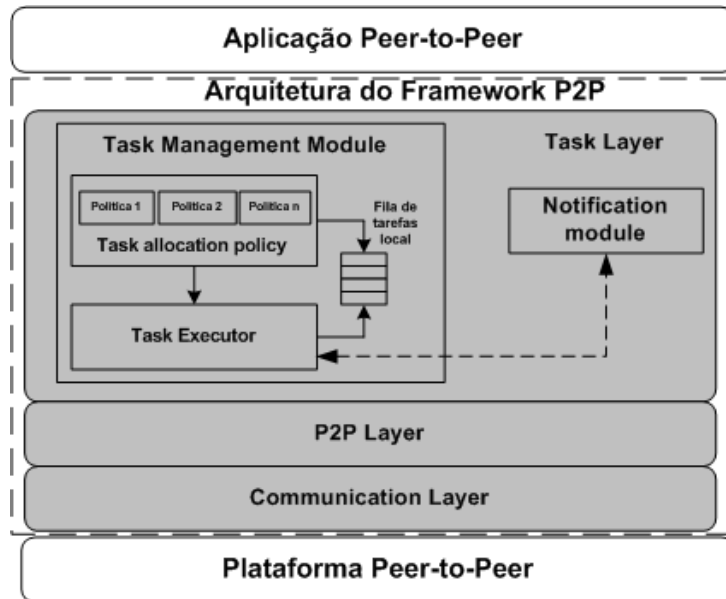 Aplicação Peer-to-Peer
Arquitetura do Framework P2P
Task Management Module
Task Layer
Politica 1
Politica 2
Politica n
Task allocation policy
Fila de
tarefas
local
Notification
module
Task Executor
P2P Layer
Communication Layer
Plataforma Peer-to-Peer